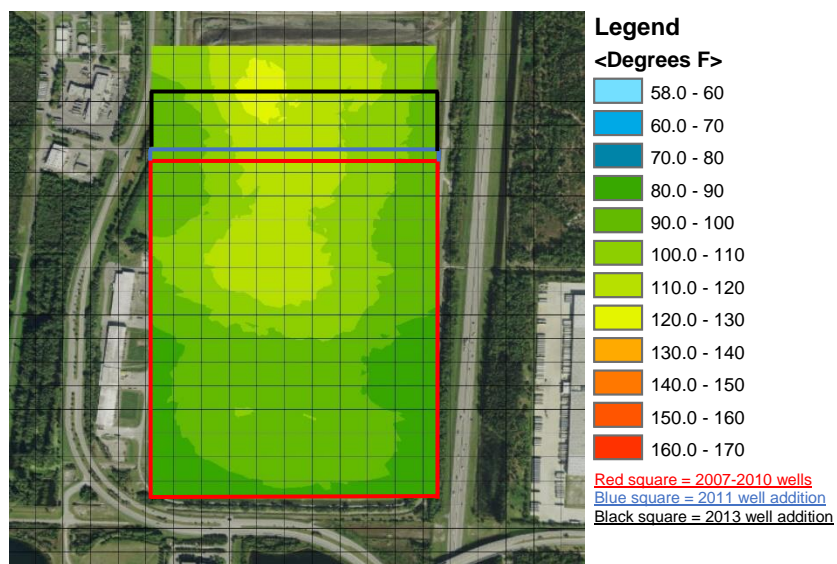 Legend
<Degrees F>
58.0 - 60
60.0 - 70
70.0 - 80
80.0 - 90
90.0 - 100
100.0 - 110
110.0 - 120
120.0 - 130
130.0 - 140
140.0 - 150
150.0 - 160
160.0 - 170
Red square = 2007-2010 wells
Blue square = 2011 well addition
Black square = 2013 well addition